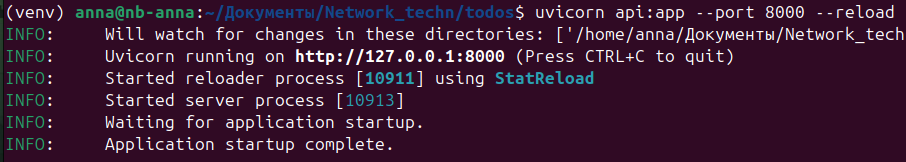 (venv) anna@nb-anna:~/Документы/Network_techn/todos$ uvicorn api:app --port 8000 --reload
INFO: Will watch for changes in these directories: ['/home/anna/Документы/Network_tech
INFO: Uvicorn running on http://127.0.0.1:8000 (Press CTRL+C to quit)
INFO: Started reloader process [10911] using StatReload
INFO: Started server process [10913]
INFO: Waiting for application startup.
INFO: Application startup complete.